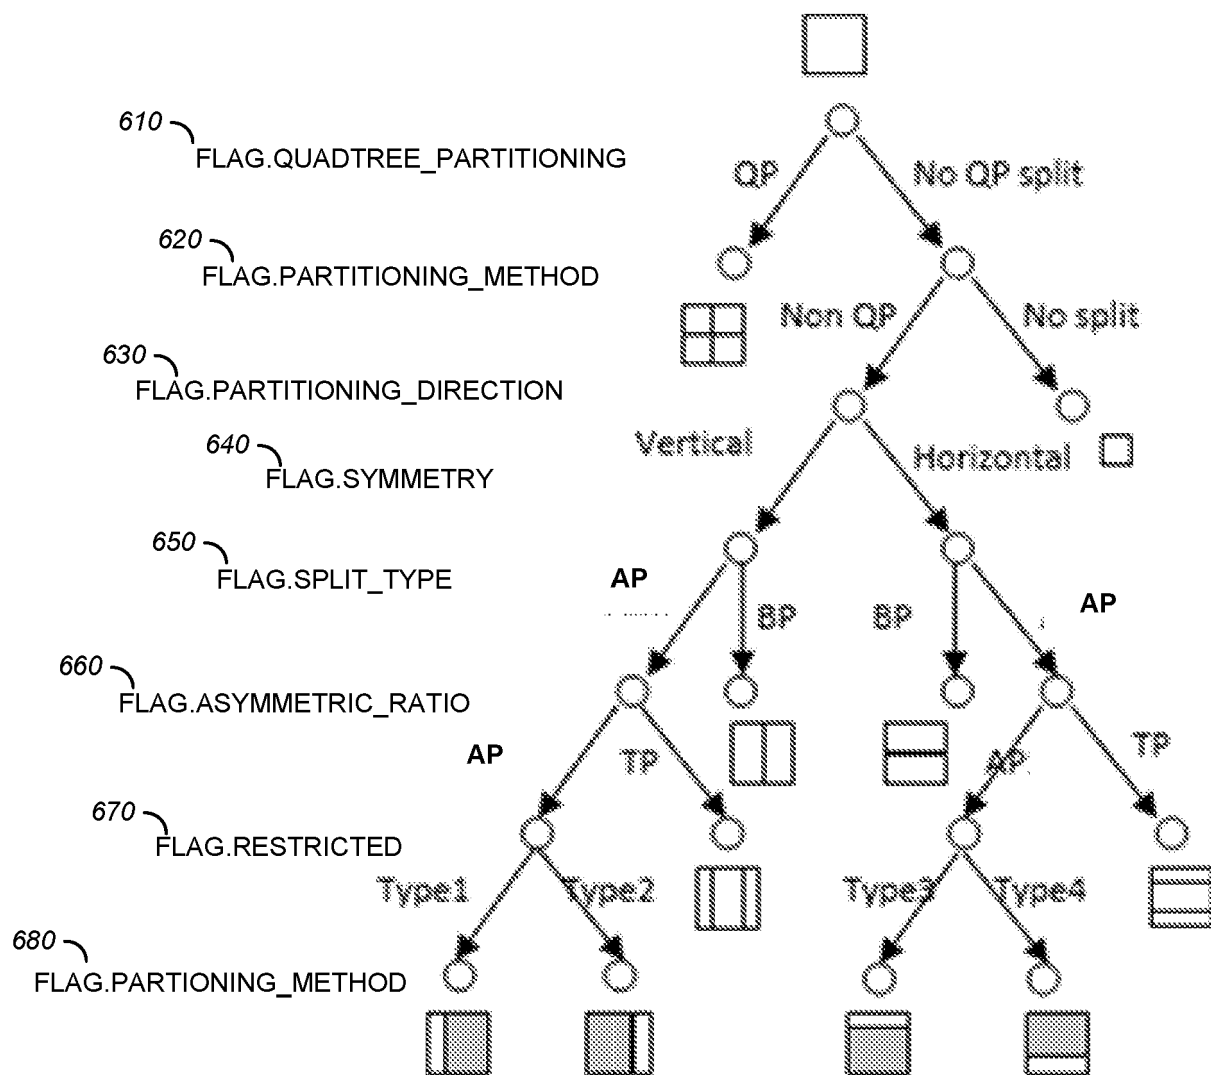 610
FLAG.QUADTREE_PARTITIONING
QP
No QP split
620
FLAG.PARTITIONING_METHOD
Non QP
No split
630
FLAG.PARTITIONING_DIRECTION
Vertical
Horizontal
640
FLAG.SYMMETRY
650
FLAG.SPLIT_TYPE
AP
BP
BP
AP
660
FLAG.ASYMMETRIC_RATIO
AP
TP
AP
TP
670
FLAG.RESTRICTED
Type1
Type2
Type3
Type4
680
FLAG.PARTIONING_METHOD